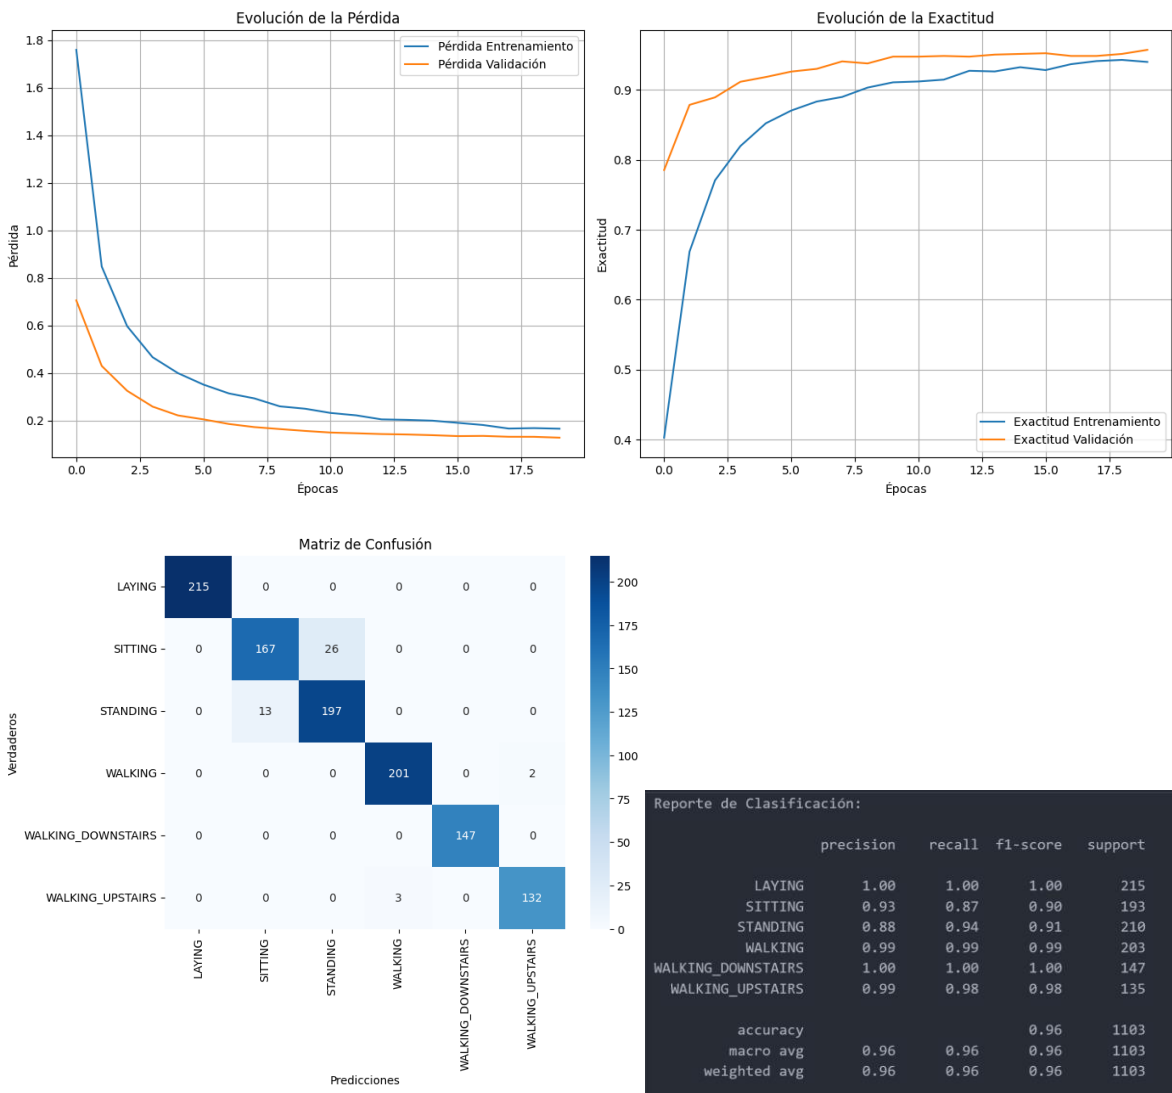 Evolución de la Pérdida
1.8
1.6
1.4
1.2
1.0
0.8
0.6
0.4
0.2
Pérdida
Pérdida Entrenamiento
Pérdida Validación
0.0 2.5 5.0 7.5 10.0 12.5 15.0 17.5
Épocas
Evolución de la Exactitud
0.9
0.8
0.7
0.6
0.5
0.4
Exactitud
Exactitud Entrenamiento
Exactitud Validación
0.0 2.5 5.0 7.5 10.0 12.5 15.0 17.5
Épocas
Matriz de Confusión
Verdaderos
LAYING 215 0 0 0 0 0
SITTING 0 167 26 0 0 0
STANDING 0 13 197 0 0 0
WALKING 0 0 0 201 0 2
WALKING_DOWNSTAIRS 0 0 0 0 147 0
WALKING_UPSTAIRS 0 0 0 3 0 132
LAYING SITTING STANDING WALKING WALKING_DOWNSTAIRS WALKING_UPSTAIRS
Predicciones
200
175
150
125
100
75
50
25
0
Reporte de Clasificación:
precision recall f1-score support
LAYING 1.00 1.00 1.00 215
SITTING 0.93 0.87 0.90 193
STANDING 0.88 0.94 0.91 210
WALKING 0.99 0.99 0.99 203
WALKING_DOWNSTAIRS 1.00 1.00 1.00 147
WALKING_UPSTAIRS 0.99 0.98 0.98 135
accuracy 0.96 1103
macro avg 0.96 0.96 0.96 1103
weighted avg 0.96 0.96 0.96 1103